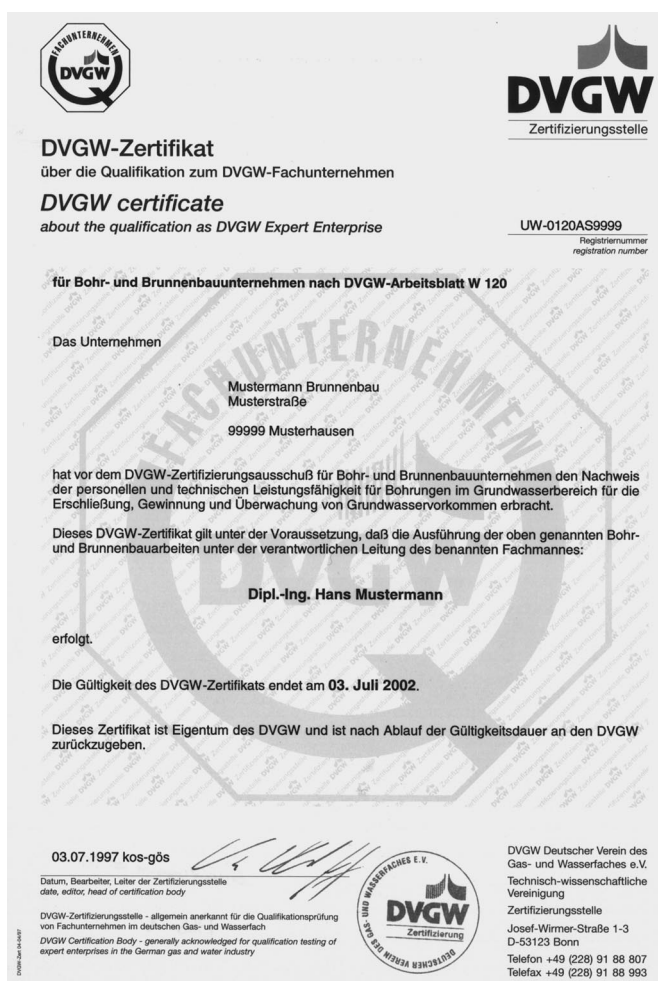 FACHUNTERNEHMEN
DVGW
DVGW
Zertifizierungsstelle
DVGW-Zertifikat
über die Qualifikation zum DVGW-Fachunternehmen
DVGW certificate
about the qualification as DVGW Expert Enterprise
UW-0120AS9999
Registriernummer
registration number
für Bohr- und Brunnenbauunternehmen nach DVGW-Arbeitsblatt W 120
Das Unternehmen
FACHUNTERNEHMEN
Mustermann Brunnenbau
Musterstraße
99999 Musterhausen
hat vor dem DVGW-Zertifizierungsausschuß für Bohr- und Brunnenbauunternehmen den Nachweis
der personellen und technischen Leistungsfähigkeit für Bohrungen im Grundwasserbereich für die
Erschließung, Gewinnung und Überwachung von Grundwasservorkommen erbracht.
Dieses DVGW-Zertifikat gilt unter der Voraussetzung, daß die Ausführung der oben genannten Bohr-
und Brunnenbauarbeiten unter der verantwortlichen Leitung des benannten Fachmannes:
DVGW
Dipl.-Ing. Hans Mustermann
erfolgt.
Die Gültigkeit des DVGW-Zertifikats endet am 03. Juli 2002.
Dieses Zertifikat ist Eigentum des DVGW und ist nach Ablauf der Gültigkeitsdauer an den DVGW
zurückzugeben.
03.07.1997 kos-gös
Datum, Bearbeiter, Leiter der Zertifizierungsstelle
date, editor, head of certification body
DVGW-Zertifizierungsstelle - allgemein anerkannt für die Qualifikationsprüfung
von Fachunternehmen im deutschen Gas- und Wasserfach
DVGW Certification Body - generally acknowledged for qualification testing of
expert enterprises in the German gas and water industry
DEUTSCHER VEREIN DES GAS- UND WASSERFACHES E.V.
DVGW
Zertifizierung
DVGW Deutscher Verein des
Gas- und Wasserfaches e.V.
Technisch-wissenschaftliche
Vereinigung
Zertifizierungsstelle
Josef-Wirmer-Straße 1-3
D-53123 Bonn
Telefon +49 (228) 91 88 807
Telefax +49 (228) 91 88 993